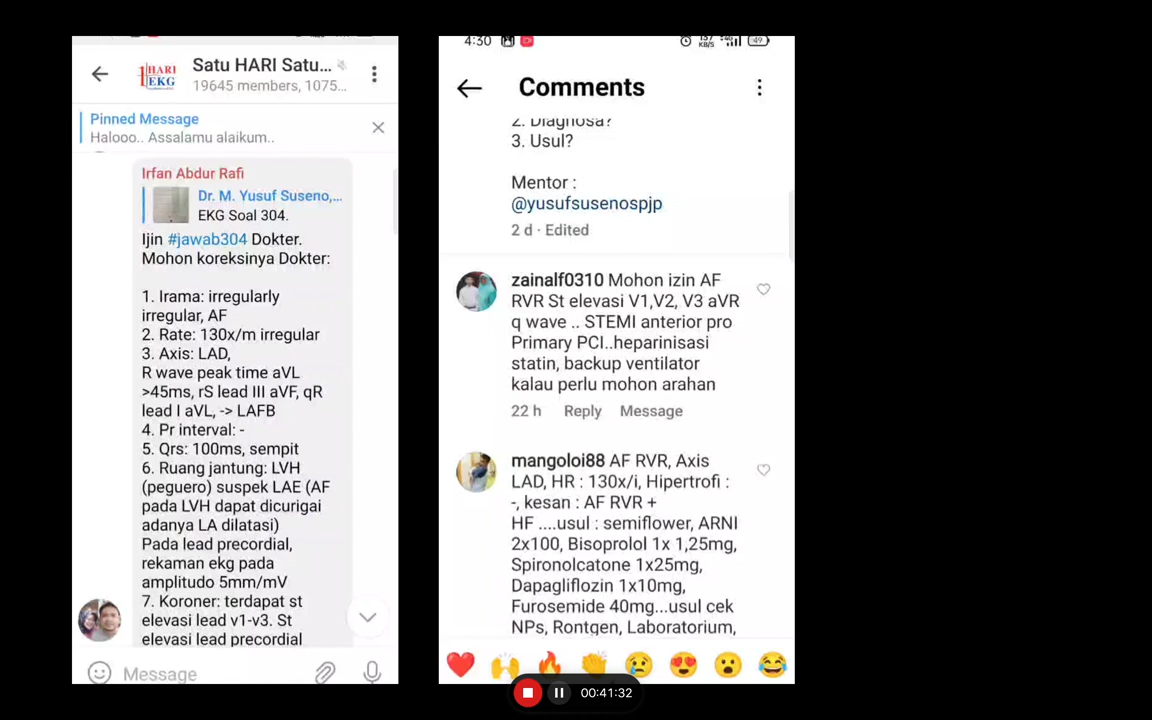 1 HARI
EKG
Satu HARI Satu...
19645 members, 1075...
Pinned Message
Halooo.. Assalamu alaikum..
Irfan Abdur Rafi
Dr. M. Yusuf Suseno,...
EKG Soal 304.
Ijin #jawab304 Dokter.
Mohon koreksinya Dokter:
1. Irama: irregularly
irregular, AF
2. Rate: 130x/m irregular
3. Axis: LAD,
R wave peak time aVL
>45ms, rS lead III aVF, qR
lead I aVL, -> LAFB
4. Pr interval: -
5. Qrs: 100ms, sempit
6. Ruang jantung: LVH
(peguero) suspek LAE (AF
pada LVH dapat dicurigai
adanya LA dilatasi)
Pada lead precordial,
rekaman ekg pada
amplitudo 5mm/mV
7. Koroner: terdapat st
elevasi lead v1-v3. St
elevasi lead precordial
Message
4:30
KB/S
49
Comments
2. Diagnosa?
3. Usul?
Mentor :
@yusufsusenospjp
2 d · Edited
zainalf0310 Mohon izin AF
RVR St elevasi V1,V2, V3 aVR
q wave .. STEMI anterior pro
Primary PCI..heparinisasi
statin, backup ventilator
kalau perlu mohon arahan
22 h Reply Message
mangoloi88 AF RVR, Axis
LAD, HR : 130x/i, Hipertrofi :
-, kesan : AF RVR +
HF ....usul : semiflower, ARNI
2x100, Bisoprolol 1x 1,25mg,
Spironolcatone 1x25mg,
Dapagliflozin 1x10mg,
Furosemide 40mg...usul cek
NPs, Rontgen, Laboratorium,
00:41:32